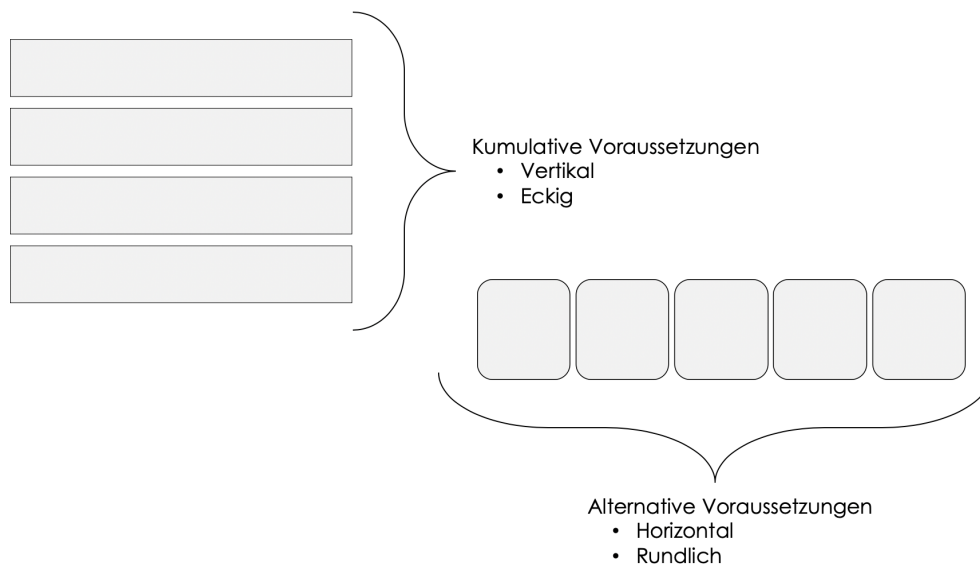 Kumulative Voraussetzungen
• Vertikal
• Eckig
Alternative Voraussetzungen
• Horizontal
• Rundlich